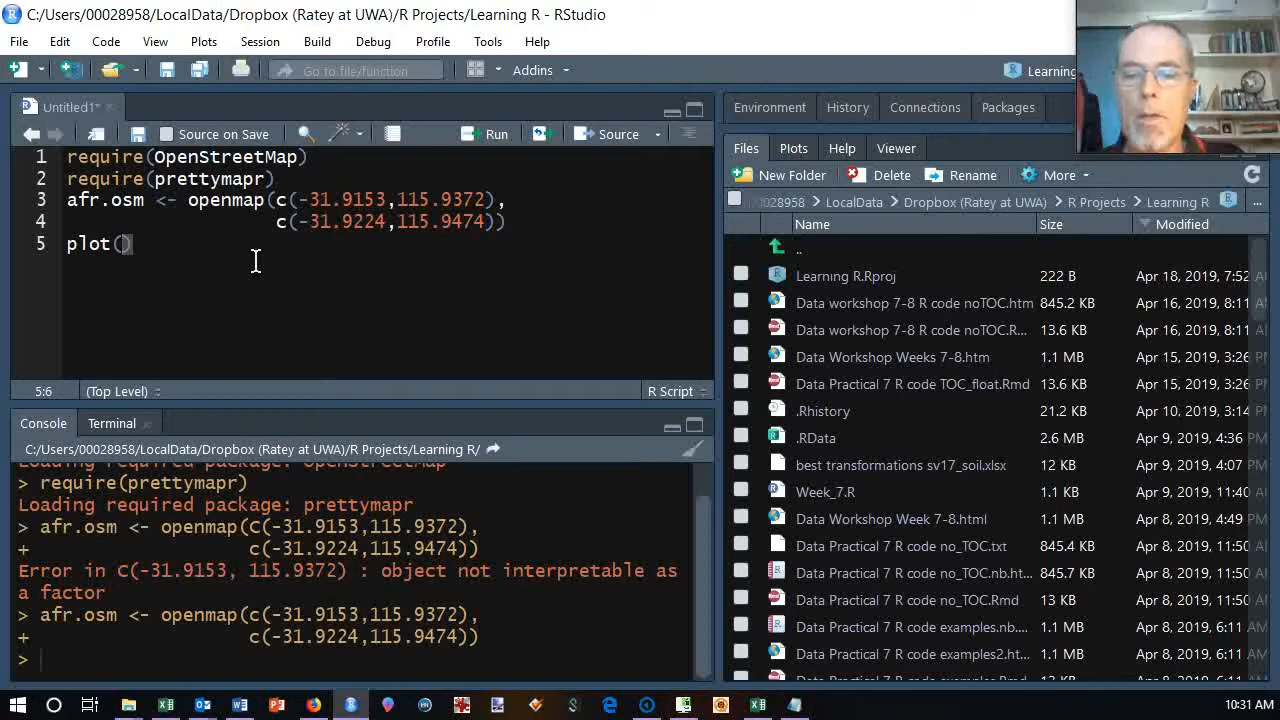 C:/Users/00028958/LocalData/Dropbox (Ratey at UWA)/R Projects/Learning R - RStudio
File Edit Code View Plots Session Build Debug Profile Tools Help
Go to file/function Addins Learning
Untitled1*
Source on Save Run Source
1 require(OpenStreetMap)
2 require(prettymapr)
3 afr.osm <- openmap(c(-31.9153,115.9372),
4 c(-31.9224,115.9474))
5 plot()
5:6 (Top Level) R Script
Console Terminal
C:/Users/00028958/LocalData/Dropbox (Ratey at UWA)/R Projects/Learning R/
Loading required package: OpenStreetMap
> require(prettymapr)
Loading required package: prettymapr
> afr.osm <- openmap(C(-31.9153,115.9372),
+ c(-31.9224,115.9474))
Error in C(-31.9153, 115.9372) : object not interpretable as
a factor
> afr.osm <- openmap(c(-31.9153,115.9372),
+ c(-31.9224,115.9474))
>
Environment History Connections Packages
Files Plots Help Viewer
New Folder Delete Rename More
00028958 LocalData Dropbox (Ratey at UWA) R Projects Learning R ...
Name Size Modified
..
Learning R.Rproj 222 B Apr 18, 2019, 7:52
Data workshop 7-8 R code noTOC.htm 845.2 KB Apr 16, 2019, 8:11
Data workshop 7-8 R code noTOC.R... 13.6 KB Apr 16, 2019, 8:11
Data Workshop Weeks 7-8.html 1.1 MB Apr 15, 2019, 3:26
Data Practical 7 R code TOC_float.Rmd 13.6 KB Apr 15, 2019, 3:26
.Rhistory 21.2 KB Apr 10, 2019, 3:14
.RData 2.6 MB Apr 9, 2019, 4:36
best transformations sv17_soil.xlsx 12 KB Apr 9, 2019, 4:07
Week_7.R 1.1 KB Apr 9, 2019, 11:40
Data Workshop Week 7-8.html 1.1 MB Apr 8, 2019, 4:49
Data Practical 7 R code no_TOC.txt 845.4 KB Apr 8, 2019, 11:50
Data Practical 7 R code no_TOC.nb.ht... 845.7 KB Apr 8, 2019, 11:50
Data Practical 7 R code no_TOC.Rmd 13 KB Apr 8, 2019, 11:50
Data Practical 7 R code examples.nb.... 1.1 MB Apr 8, 2019, 6:11
Data Practical 7 R code examples2.ht... 1.1 MB Apr 8, 2019, 6:11
10:31 AM